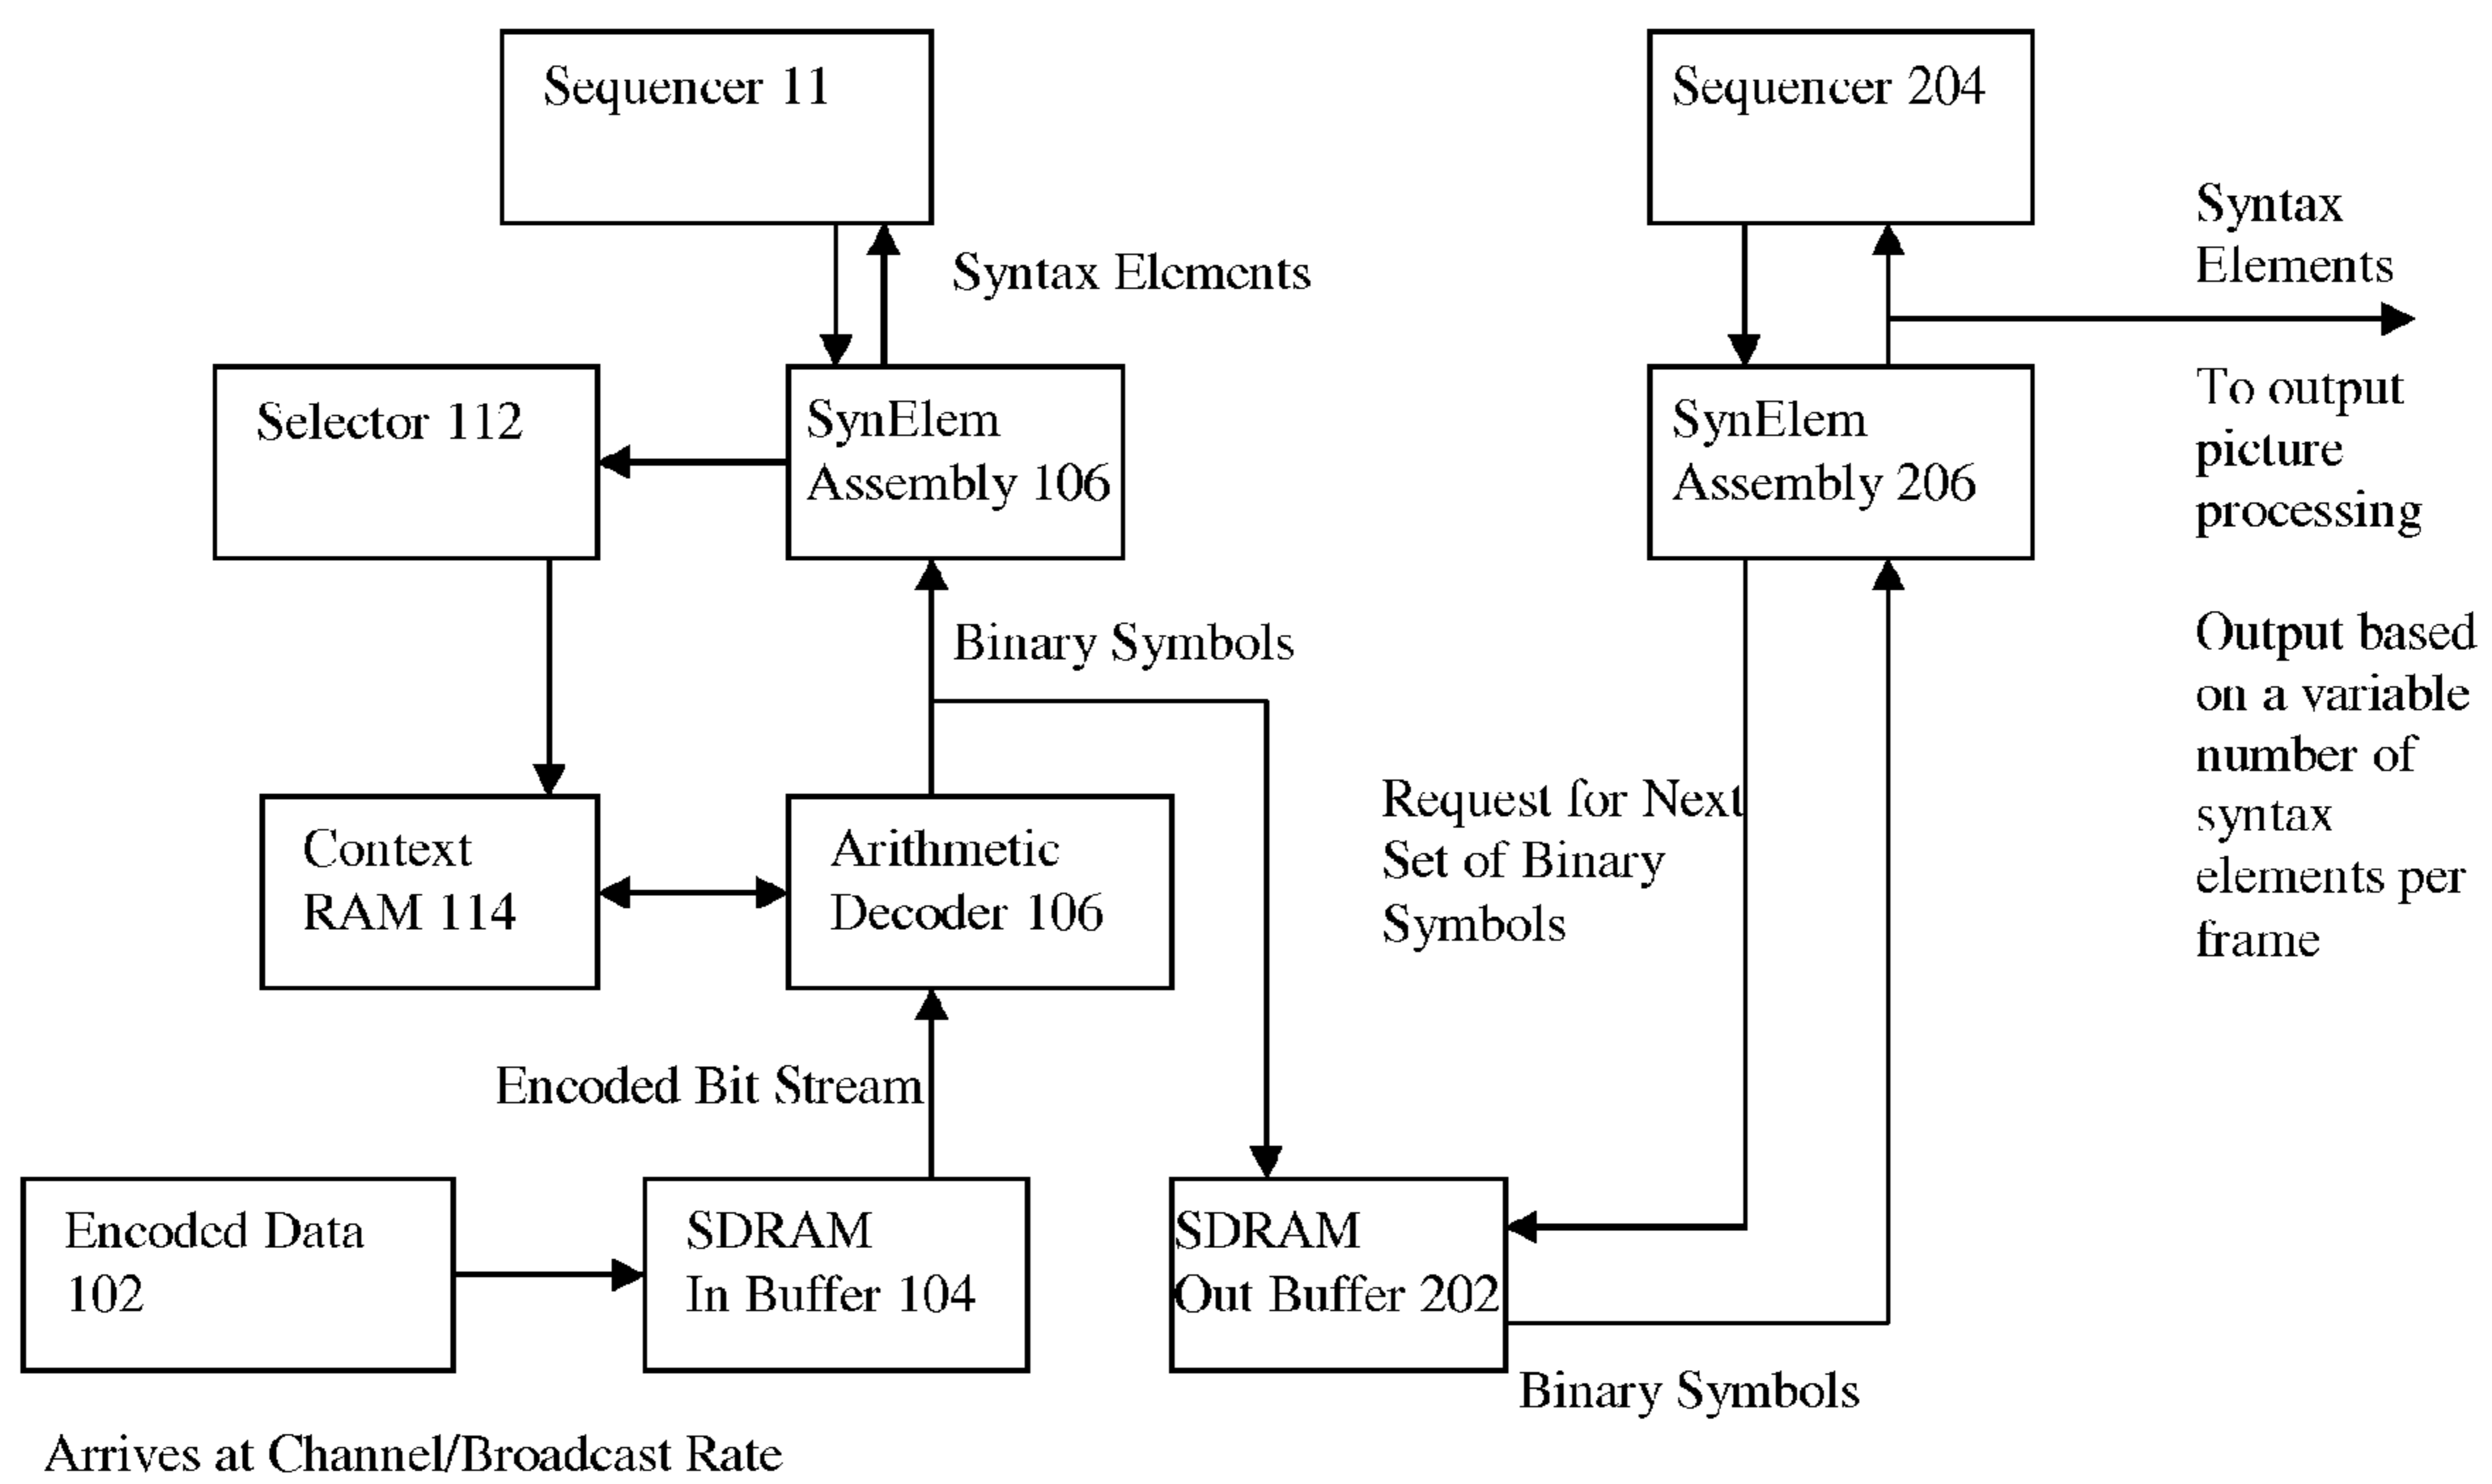 Sequencer 11
Sequencer 204
Syntax
Elements
Syntax Elements
Selector 112
SynElem
Assembly 106
SynElem
Assembly 206
To output
picture
processing
Binary Symbols
Output based
on a variable
number of
syntax
elements per
frame
Context
RAM 114
Arithmetic
Decoder 106
Request for Next
Set of Binary
Symbols
Encoded Bit Stream
Encoded Data
102
SDRAM
In Buffer 104
SDRAM
Out Buffer 202
Binary Symbols
Arrives at Channel/Broadcast Rate